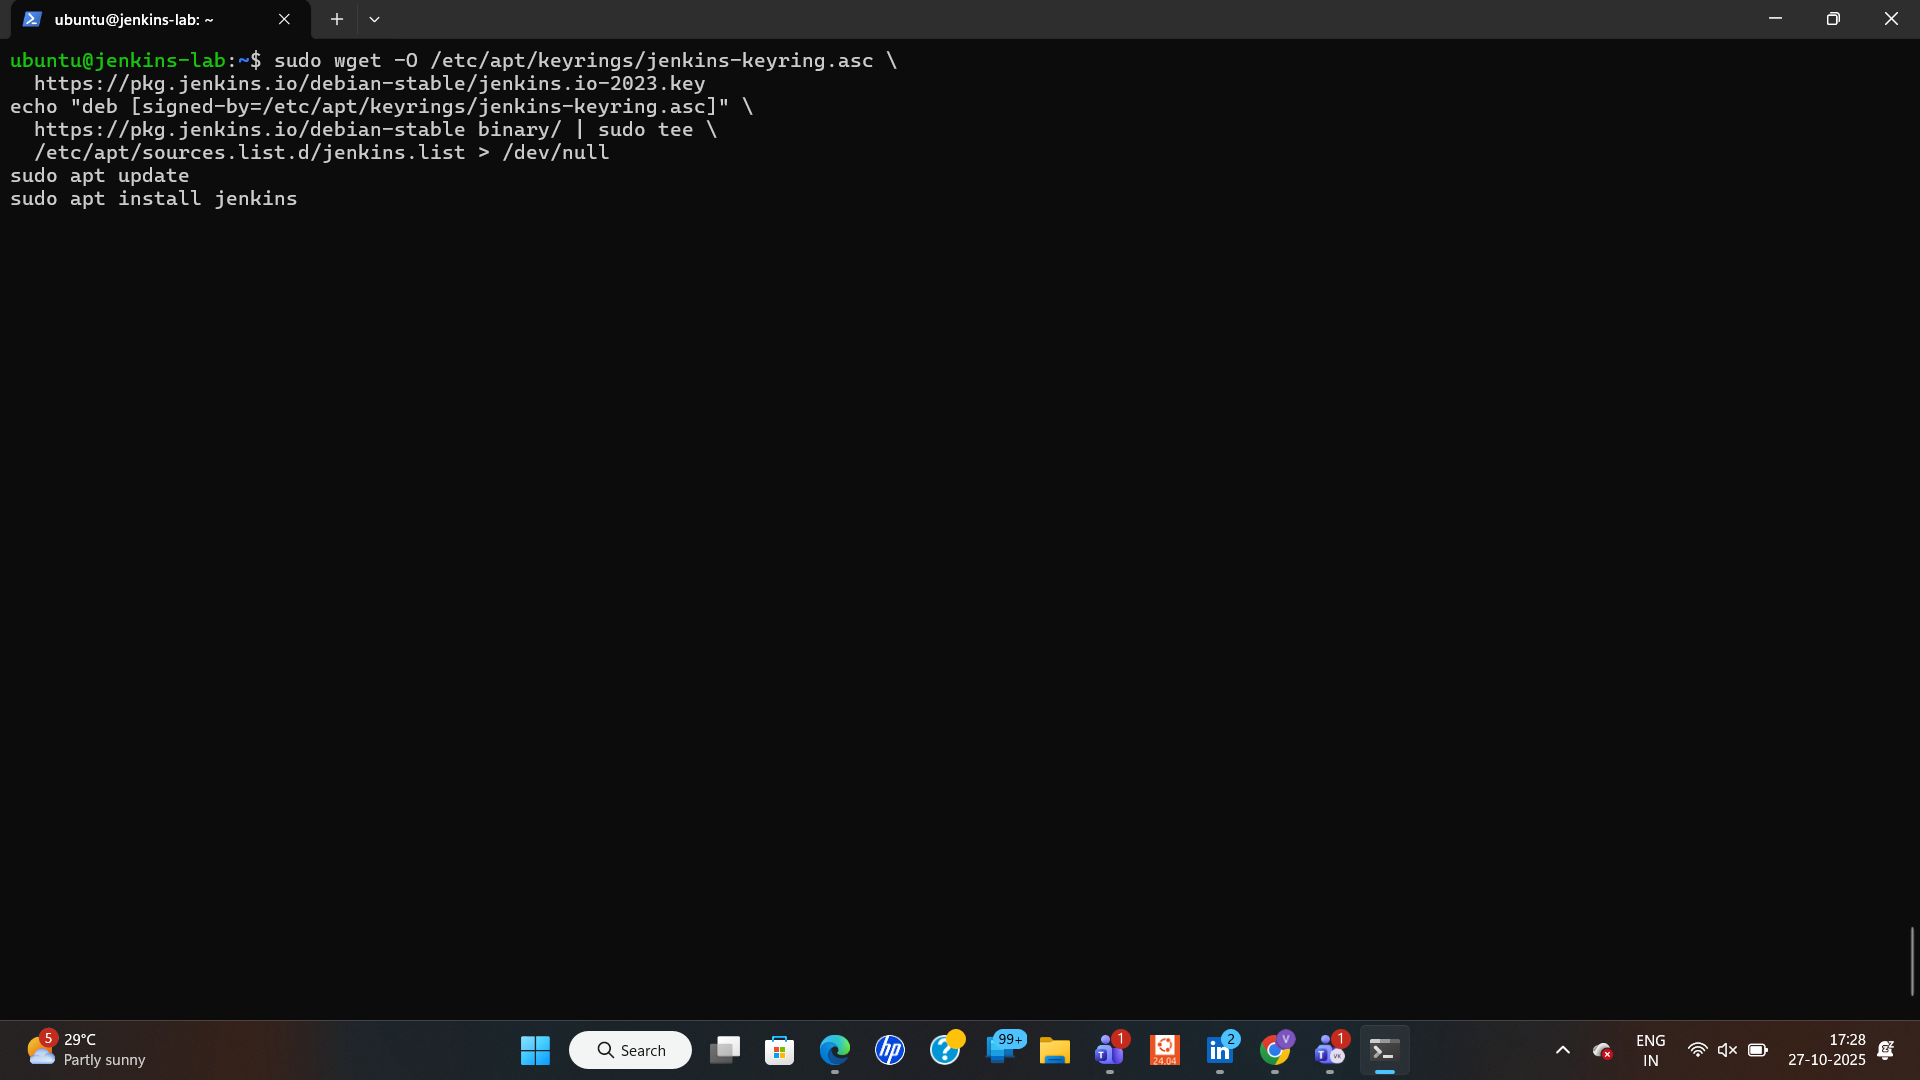 ubuntu@jenkins-lab: ~
ubuntu@jenkins-lab:~$ sudo wget -O /etc/apt/keyrings/jenkins-keyring.asc \
  https://pkg.jenkins.io/debian-stable/jenkins.io-2023.key
echo "deb [signed-by=/etc/apt/keyrings/jenkins-keyring.asc]" \
  https://pkg.jenkins.io/debian-stable binary/ | sudo tee \
  /etc/apt/sources.list.d/jenkins.list > /dev/null
sudo apt update
sudo apt install jenkins
5
29°C
Partly sunny
Search
hp
?
99+
T
1
24.04
in
2
V
T
VK
1
ENG
IN
17:28
27-10-2025